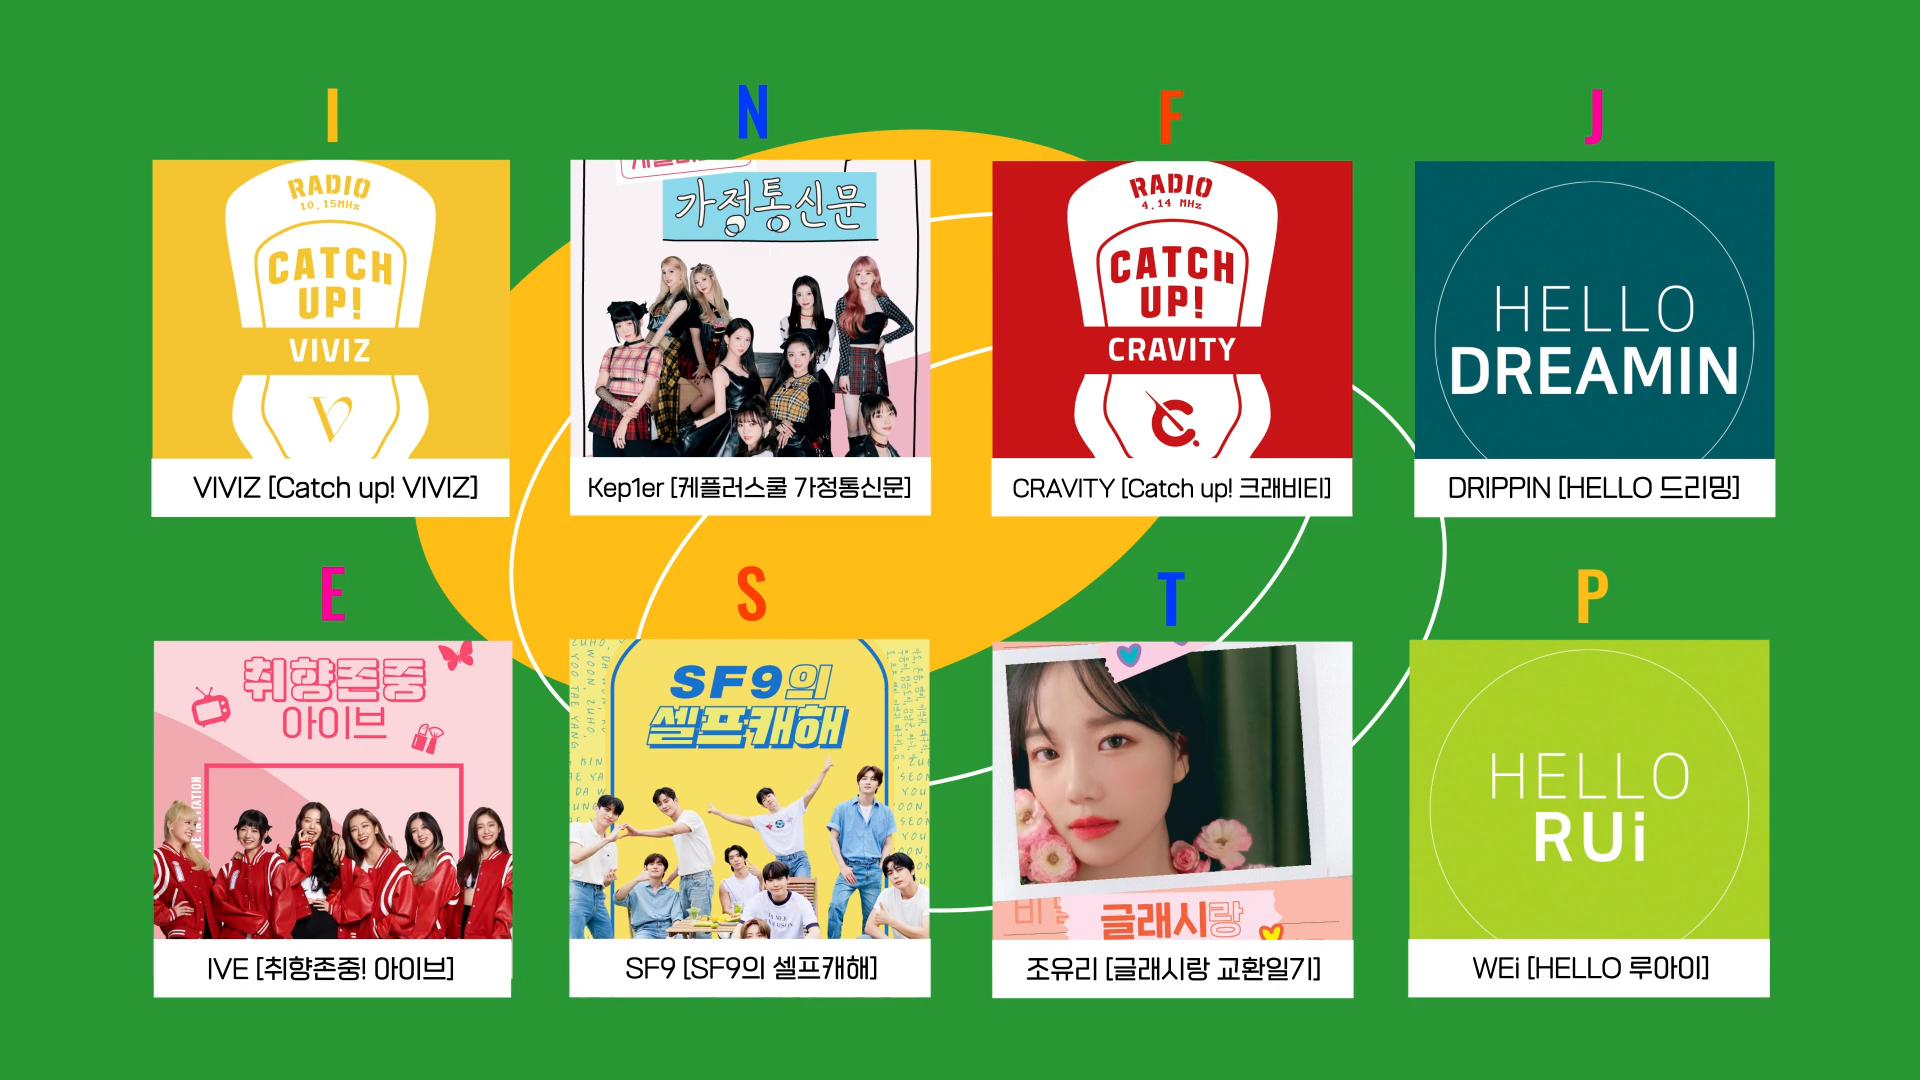 I
N
F
J
RADIO
10.15MHz
CATCH
UP!
VIVIZ
V
VIVIZ [Catch up! VIVIZ]
가정통신문
Kep1er [케플러스쿨 가정통신문]
RADIO
4.14 MHz
CATCH
UP!
CRAVITY
C.
CRAVITY [Catch up! 크래비티]
HELLO
DREAMIN
DRIPPIN [HELLO 드리밍]
E
S
T
P
취향존중
아이브
IVE [취향존중! 아이브]
SF9의
셀프캐해
SF9 [SF9의 셀프캐해]
글래시랑
조유리 [글래시랑 교환일기]
HELLO
RUi
WEi [HELLO 루아이]